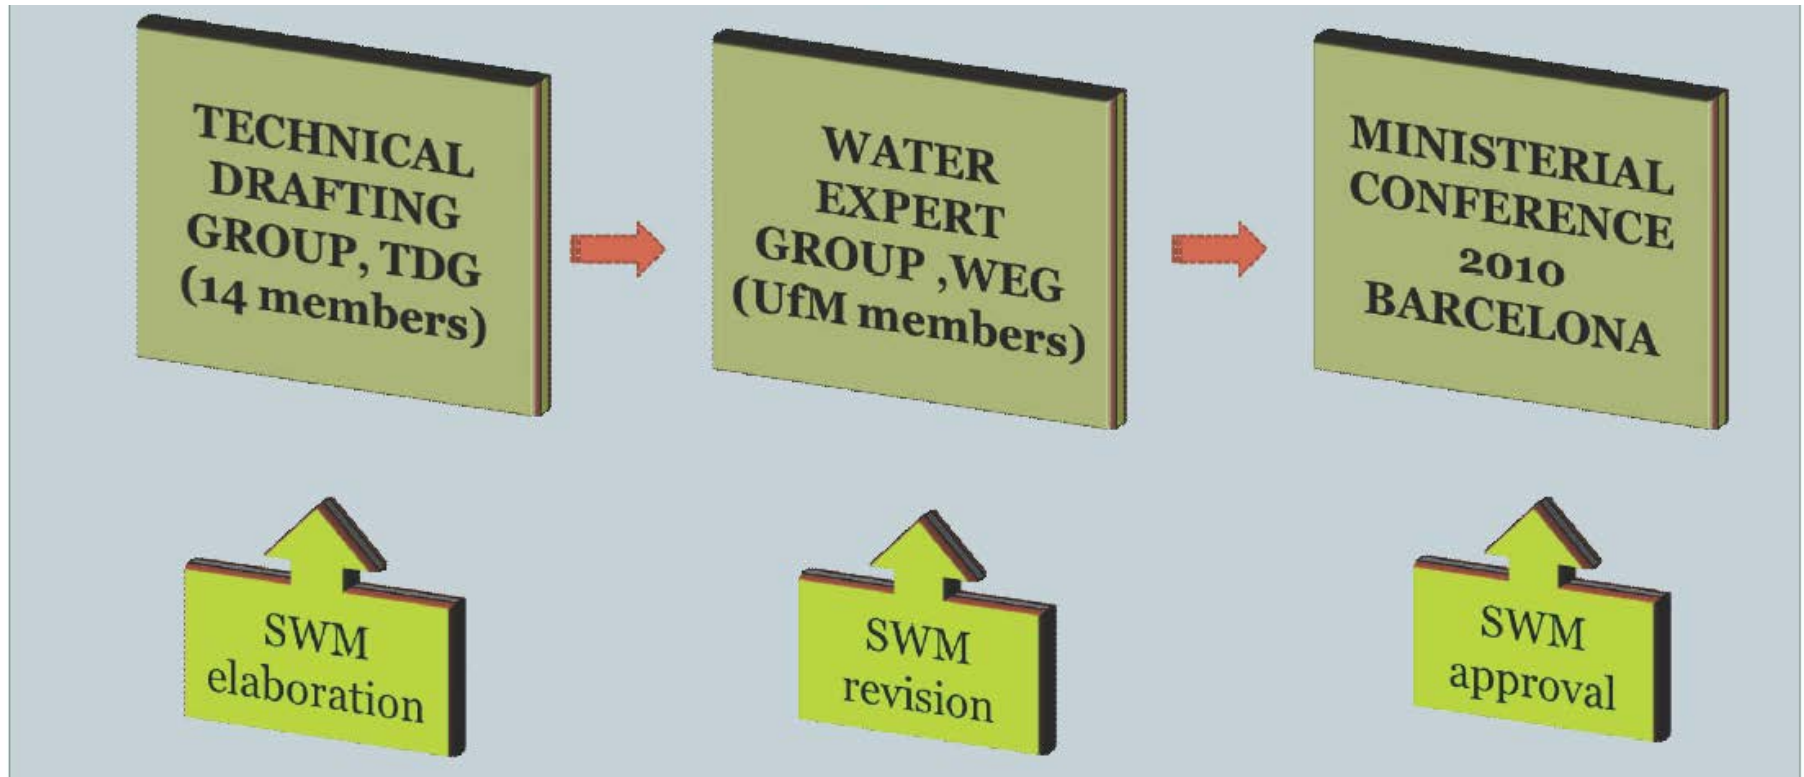 TECHNICAL
DRAFTING
GROUP, TDG
(14 members)
WATER
EXPERT
GROUP ,WEG
(UfM members)
MINISTERIAL
CONFERENCE
2010
BARCELONA
SWM
elaboration
SWM
revision
SWM
approval